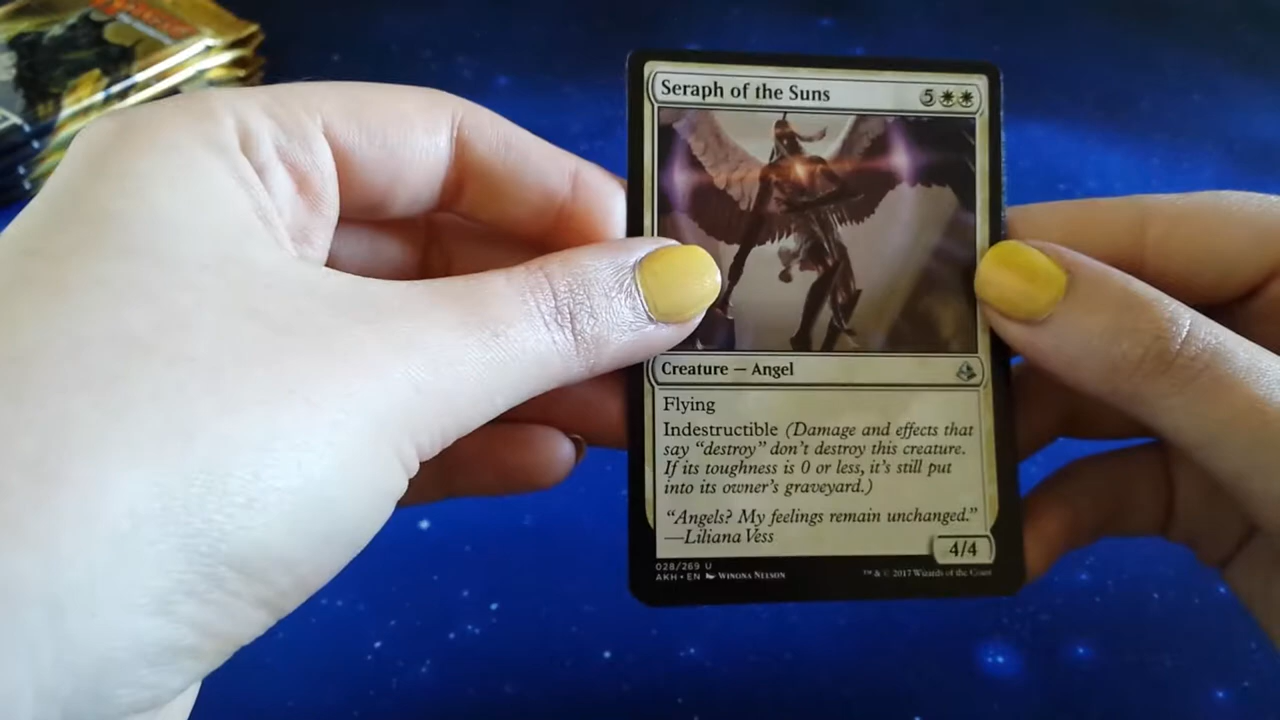 Seraph of the Suns 5
Creature — Angel
Flying
Indestructible (Damage and effects that
say "destroy" don't destroy this creature.
If its toughness is 0 or less, it's still put
into its owner's graveyard.)
"Angels? My feelings remain unchanged."
—Liliana Vess
4/4
028/269 U
AKH • EN Winona Nelson
™ & © 2017 Wizards of the Coast